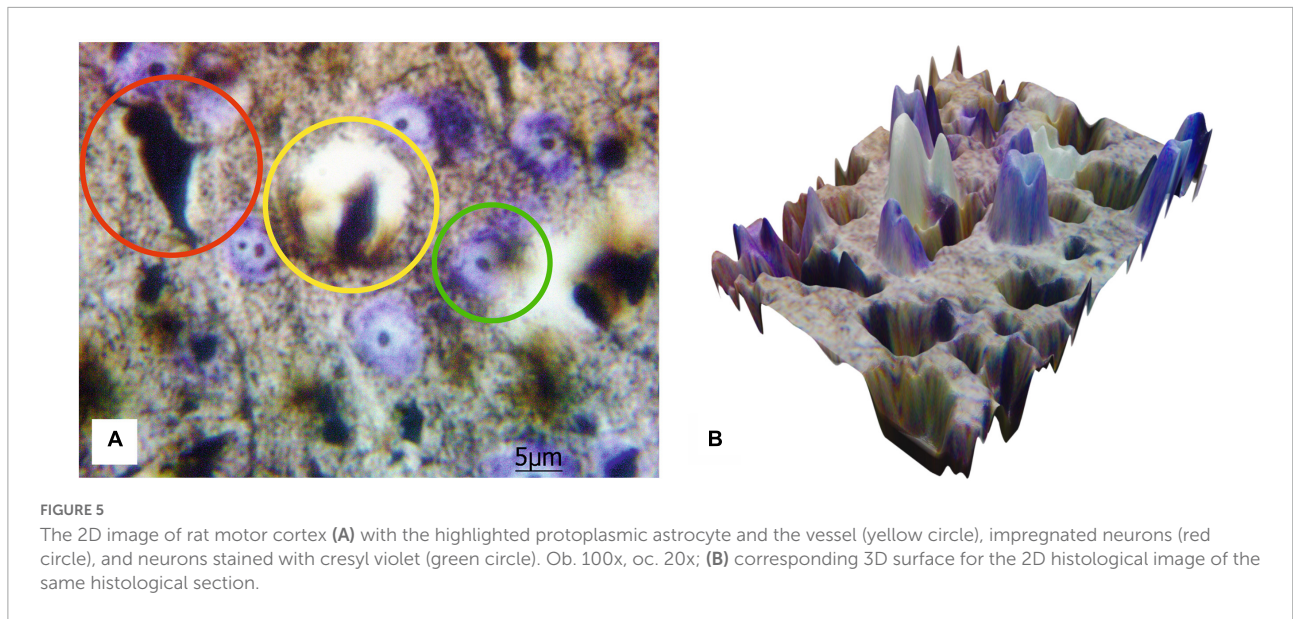 A
5μm
B
FIGURE 5
The 2D image of rat motor cortex (A) with the highlighted protoplasmic astrocyte and the vessel (yellow circle), impregnated neurons (red
circle), and neurons stained with cresyl violet (green circle). Ob. 100x, oc. 20x; (B) corresponding 3D surface for the 2D histological image of the
same histological section.